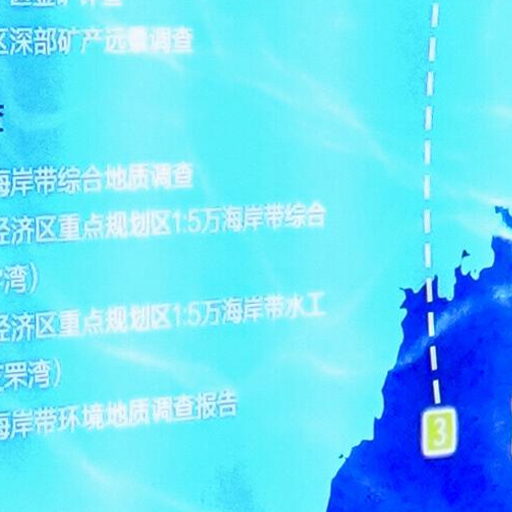 区深部矿产远景调查
海岸带综合地质调查
经济区重点规划区1:5万海岸带综合
湾）
经济区重点规划区1:5万海岸带水工
罘湾）
海岸带环境地质调查报告
3